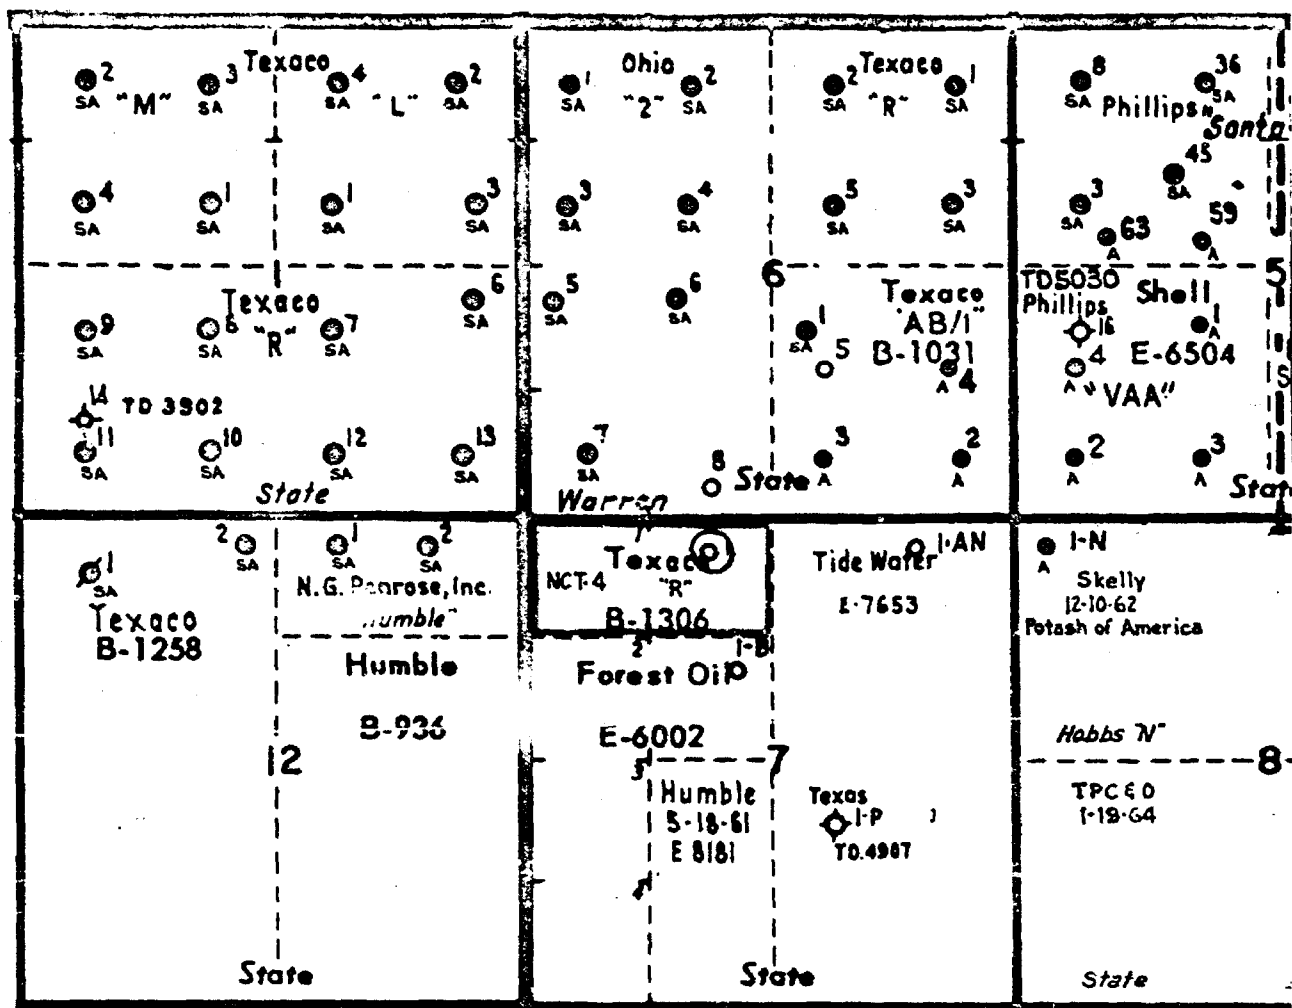 2 3 Texaco 4 2 1 Ohio 2 2 Texaco 1 8 36
SA "M" SA SA "L" SA SA "2" SA SA "R" SA SA Phillips SA
Santa
45
SA
4 1 1 3 3 4 5 3 3 59
SA SA SA SA SA SA SA SA SA
63
A A
6 5 6 6 TD5030 Shell 5
Texaco SA SA SA Texaco Phillips
9 "R" 7 1 "AB/1" 16 1
SA SA SA SA 5 B-1031 A
4 E-6504
A 4 A "VAA"
14 TD 3902
11 10 12 13 7 8 3 2 2 3
SA SA SA SA SA State A A A A
State Warren State
2 1 2 Texaco 1 Tide Water 1-AN 1-N
1 SA SA SA NCT-4 "R" A
SA N.G. Penrose, Inc. E-7653 Skelly
Texaco B-1306 12-10-62
B-1258 Potash of America
2 1-B
Humble Forest Oil
B-936 E-6002 Hobbs "N"
12 7 8
3 Humble Texas TPC & O
5-18-61 1-P 1-19-64
E 8181 TD.4907
4
State State State